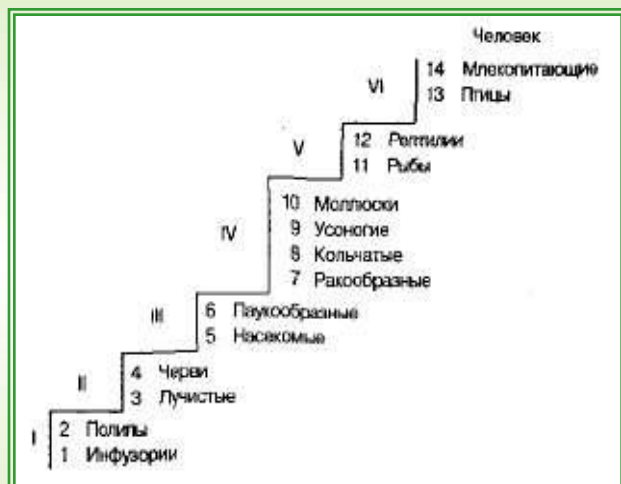 Человек
VI
14 Млекопитающие
13 Птицы
V
12 Рептилии
11 Рыбы
IV
10 Моллюски
9 Усоногие
8 Кольчатые
7 Ракообразные
III
6 Паукообразные
5 Насекомые
II
4 Черви
3 Лучистые
I
2 Полипы
1 Инфузории